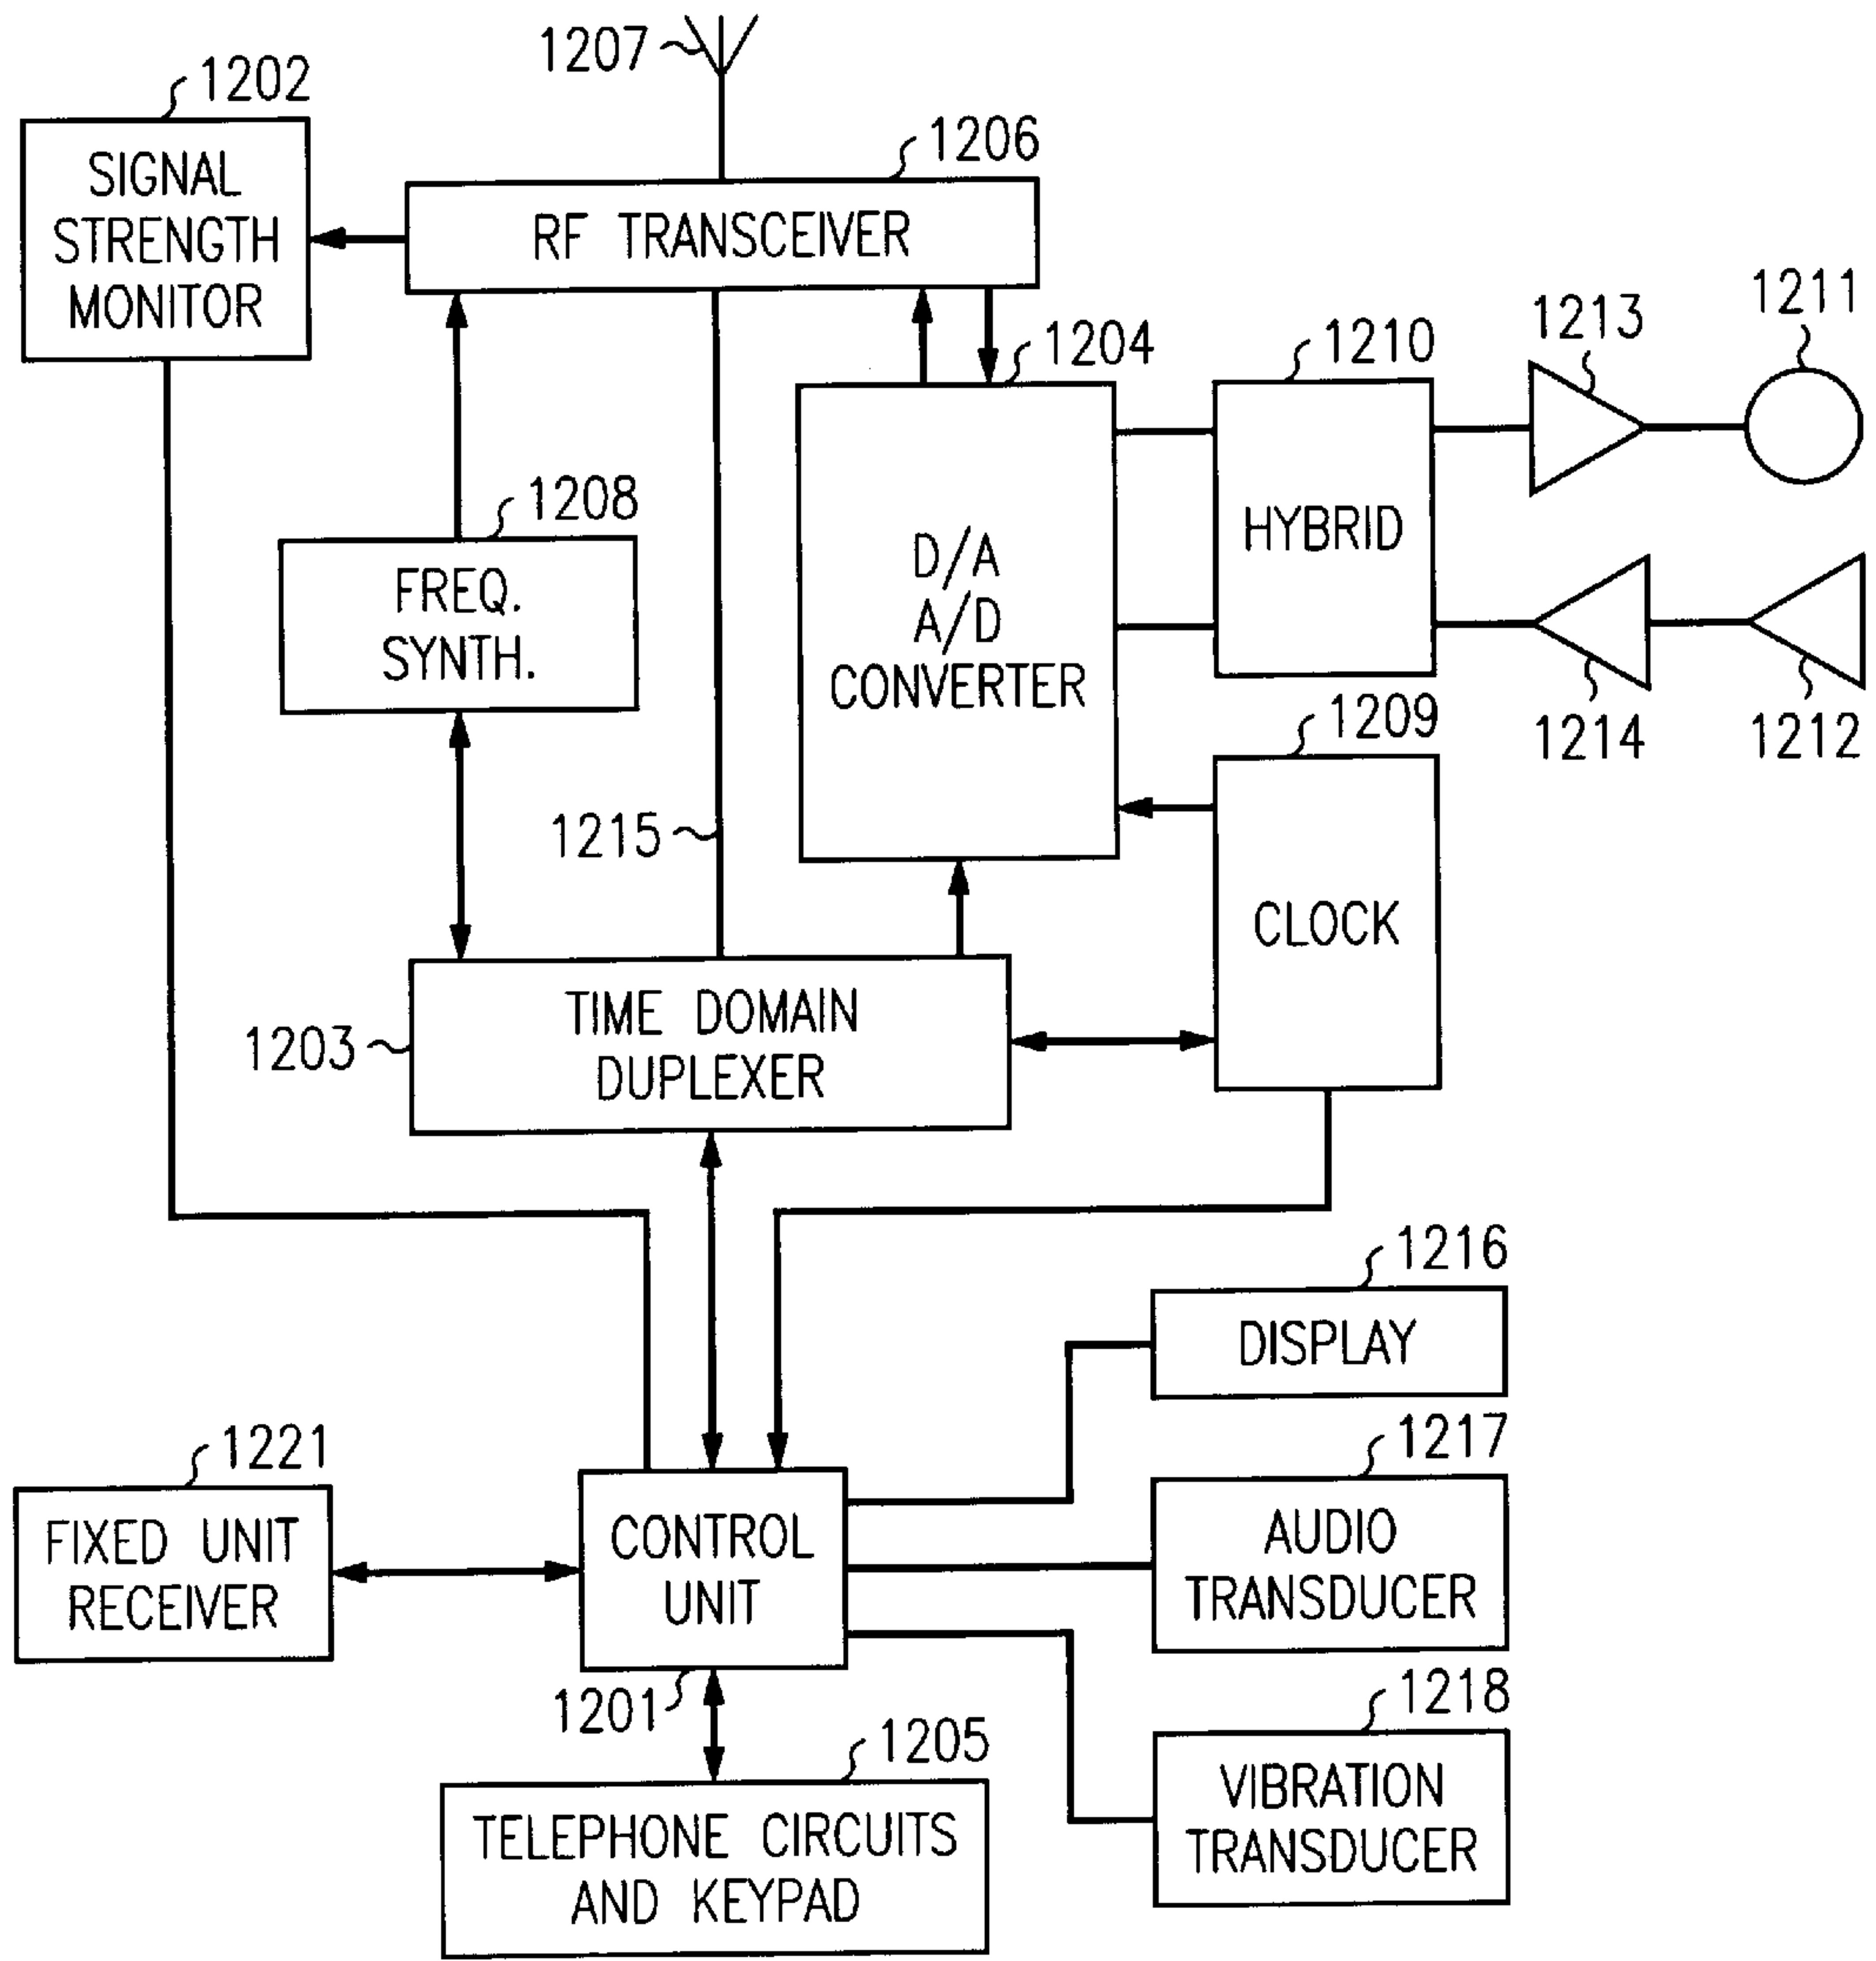 1207
1202
SIGNAL
STRENGTH
MONITOR
1206
RF TRANSCEIVER
1204
1210
1213
1211
HYBRID
1208
FREQ.
SYNTH.
D/A
A/D
CONVERTER
1214
1212
1209
CLOCK
1215
1203
TIME DOMAIN
DUPLEXER
1216
DISPLAY
1217
AUDIO
TRANSDUCER
1221
FIXED UNIT
RECEIVER
CONTROL
UNIT
1201
1218
VIBRATION
TRANSDUCER
1205
TELEPHONE CIRCUITS
AND KEYPAD